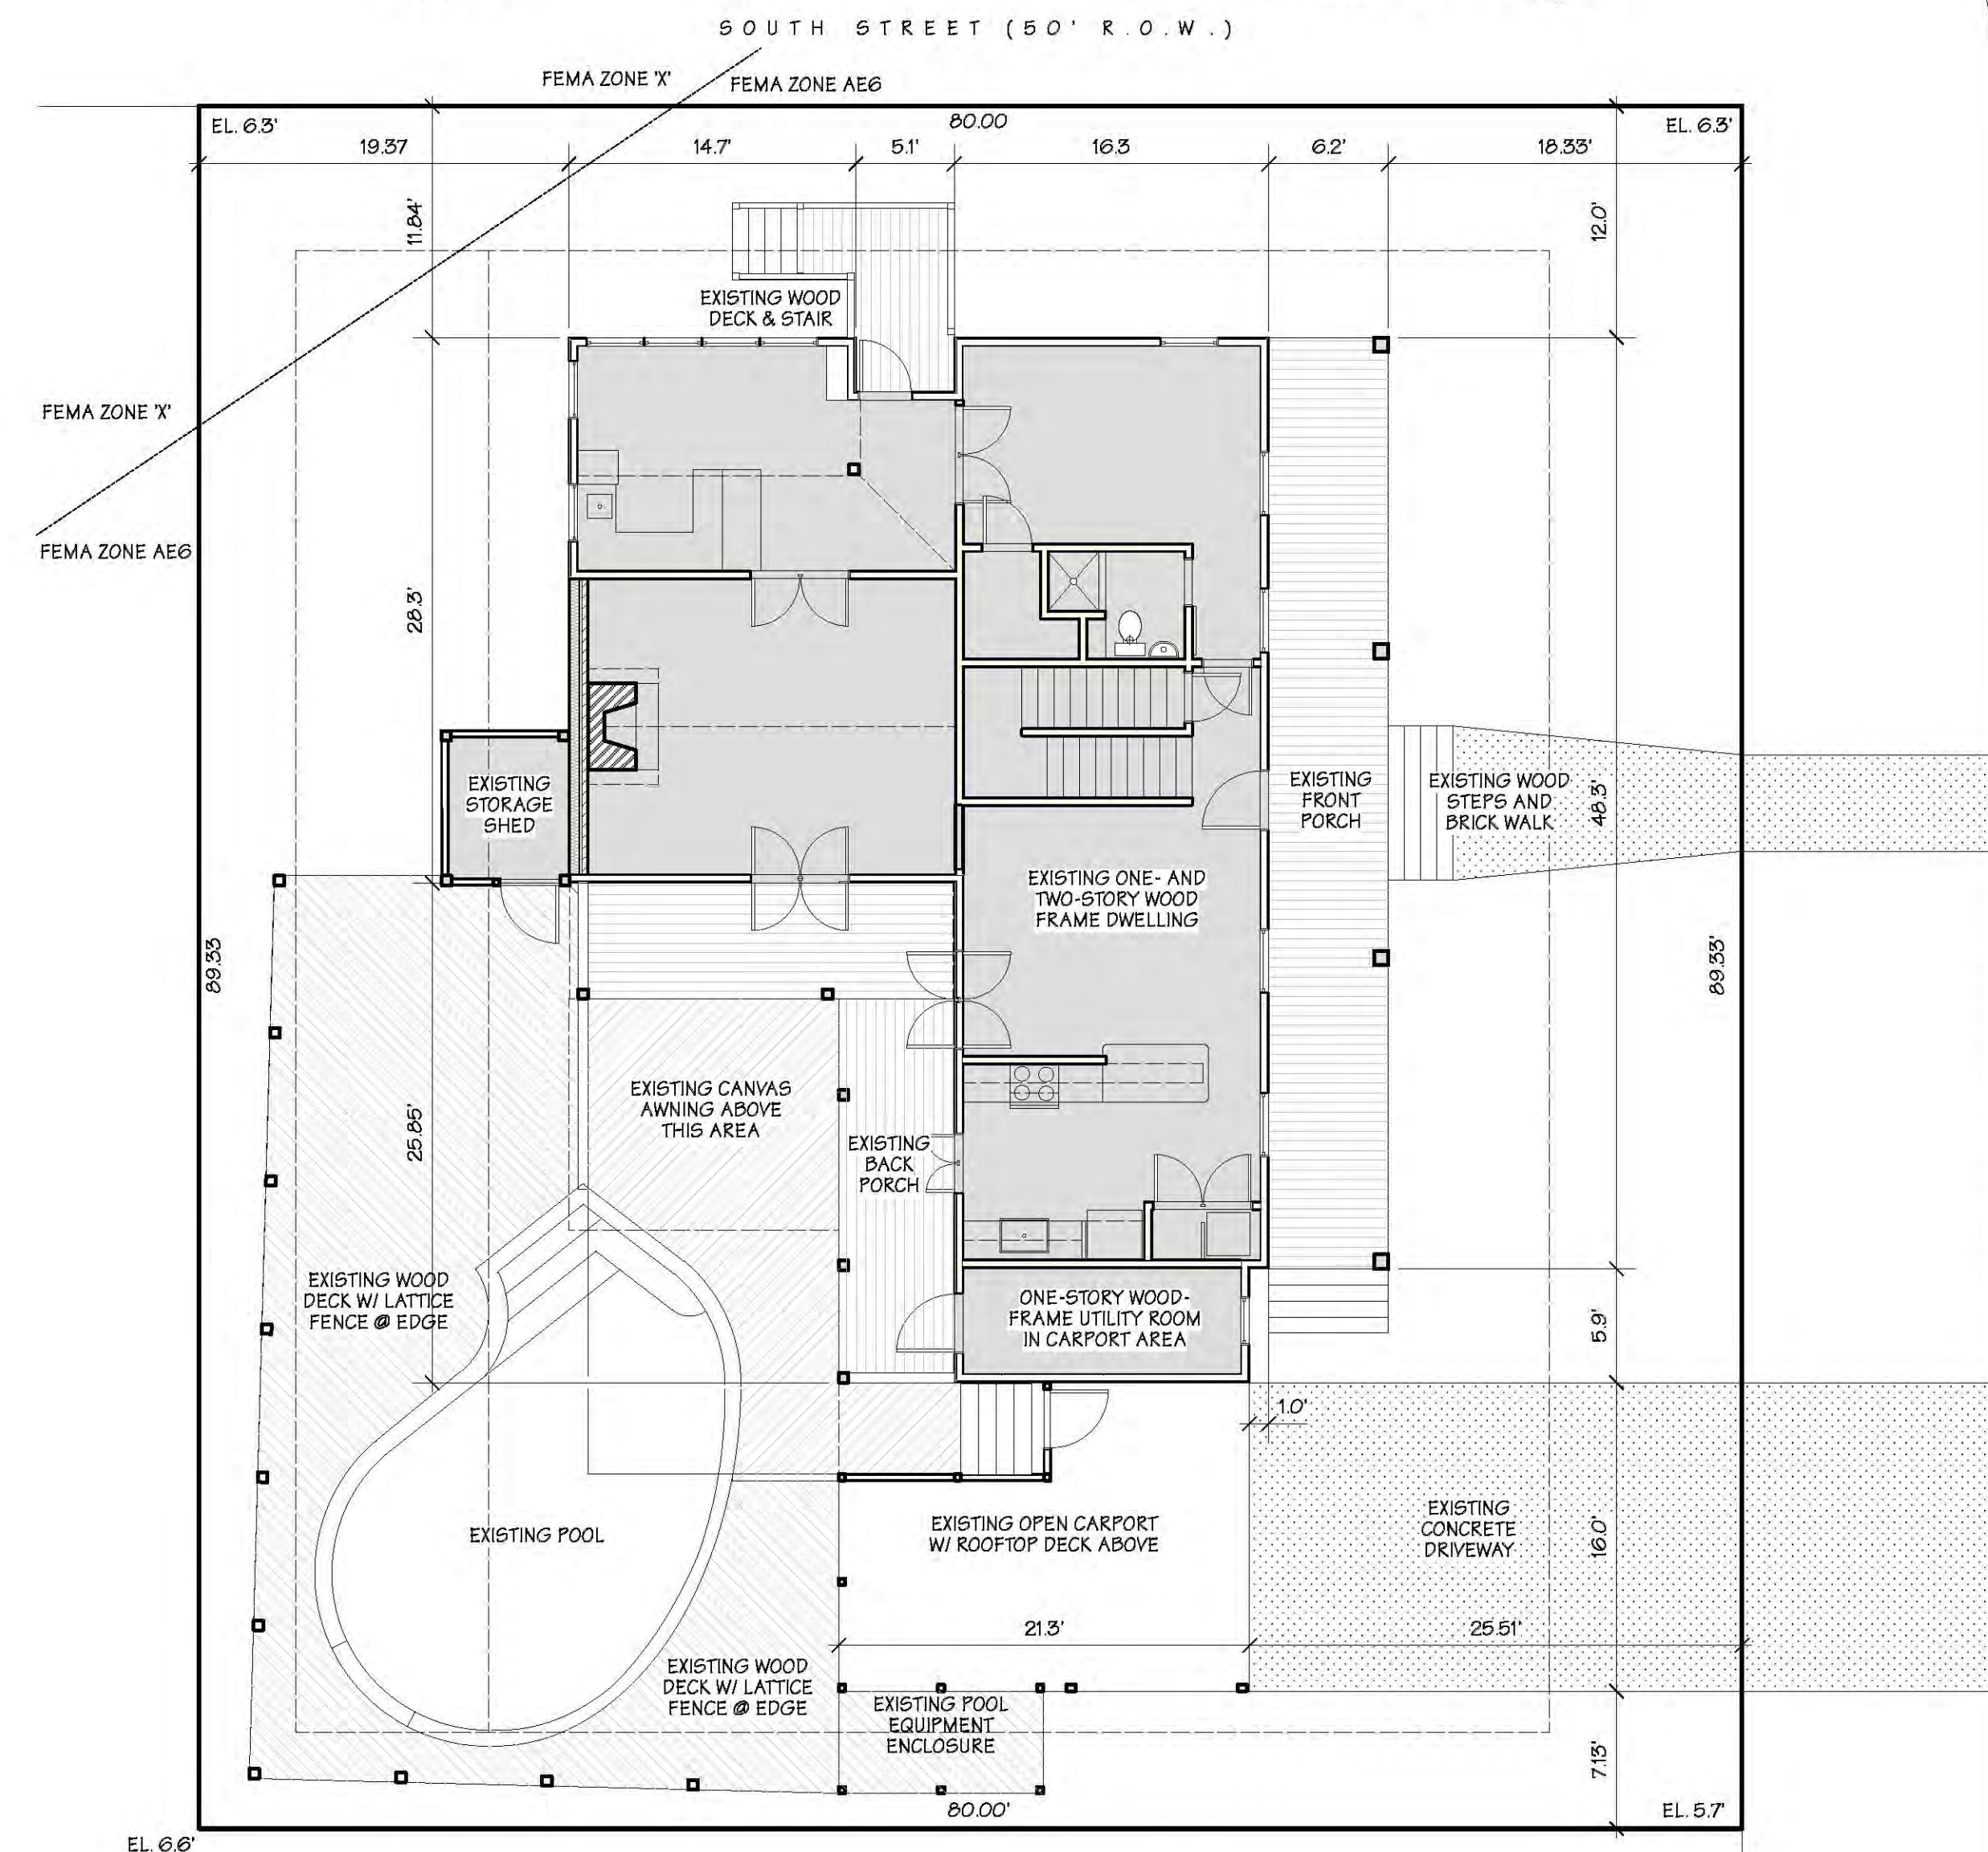 SOUTH STREET (50' R.O.W.)
FEMA ZONE 'X'
FEMA ZONE AE6
EL. 6.3'
80.00
EL. 6.3'
19.37
14.7'
5.1'
16.3
6.2'
18.33'
11.84'
12.0'
EXISTING WOOD
DECK & STAIR
FEMA ZONE 'X'
FEMA ZONE AE6
28.3'
EXISTING
STORAGE
SHED
EXISTING
FRONT
PORCH
EXISTING WOOD
STEPS AND
BRICK WALK
48.3'
EXISTING ONE- AND
TWO-STORY WOOD
FRAME DWELLING
89.33
89.33'
EXISTING CANVAS
AWNING ABOVE
THIS AREA
25.85'
EXISTING
BACK
PORCH
EXISTING WOOD
DECK W/ LATTICE
FENCE @ EDGE
ONE-STORY WOOD-
FRAME UTILITY ROOM
IN CARPORT AREA
5.9'
1.0'
EXISTING POOL
EXISTING OPEN CARPORT
W/ ROOFTOP DECK ABOVE
EXISTING
CONCRETE
DRIVEWAY
16.0'
21.3'
25.51'
EXISTING WOOD
DECK W/ LATTICE
FENCE @ EDGE
EXISTING POOL
EQUIPMENT
ENCLOSURE
7.13'
80.00'
EL. 5.7'
EL. 6.6'